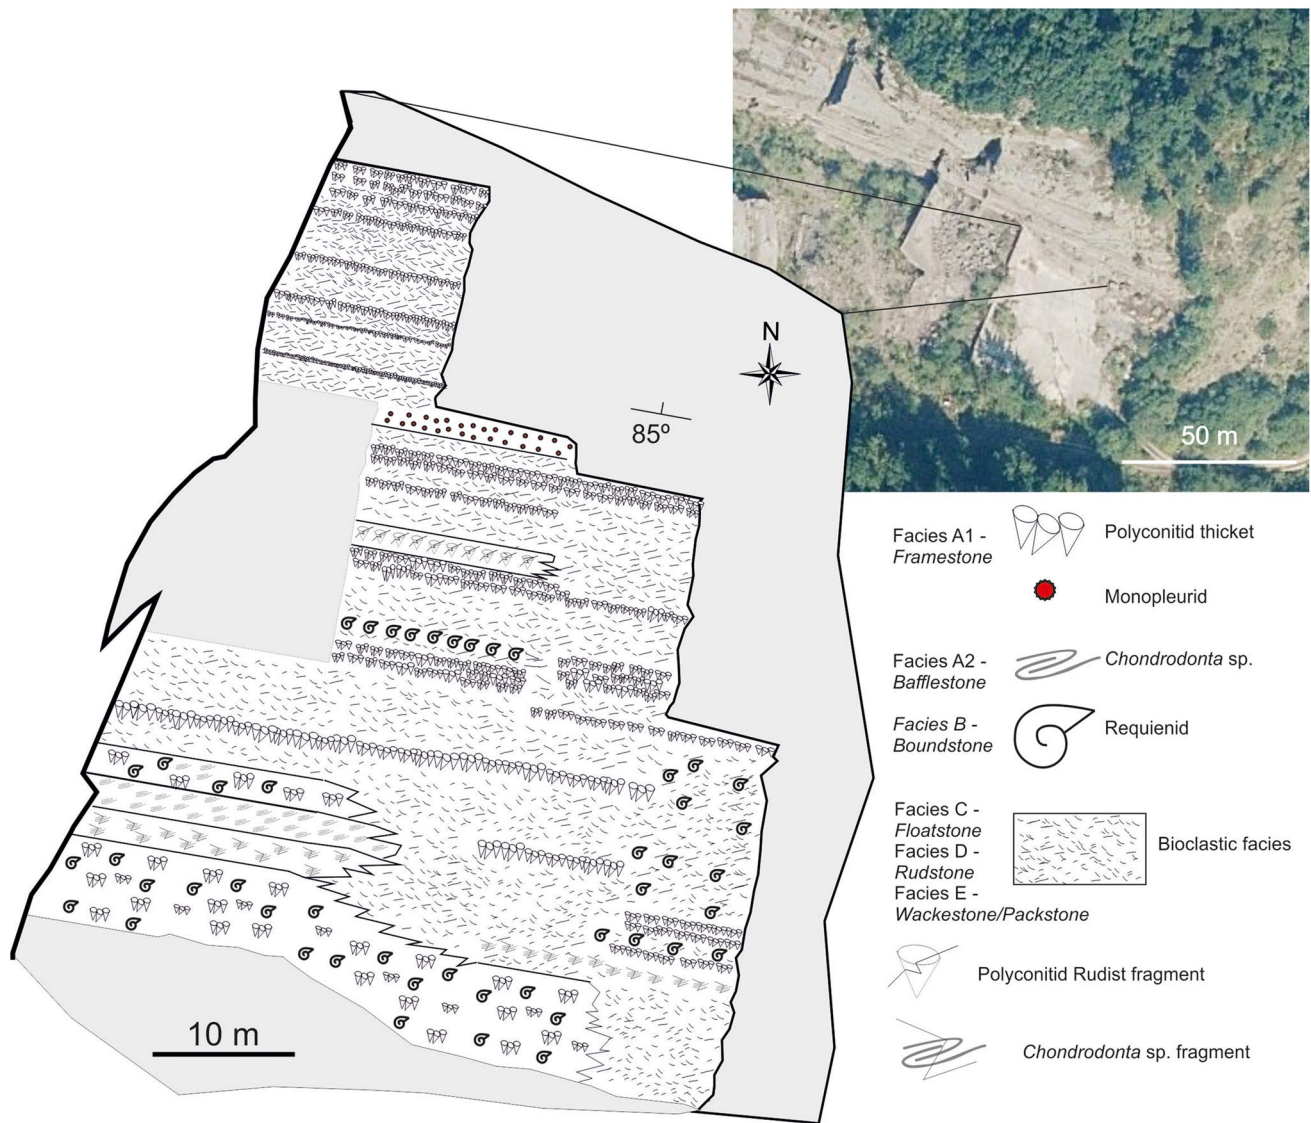 N
85º
50 m
10 m
Facies A1 -
Framestone
Polyconitid thicket
Monopleurid
Facies A2 -
Bafflestone
Chondrodonta sp.
Facies B -
Boundstone
Requienid
Facies C -
Floatstone
Facies D -
Rudstone
Facies E -
Wackestone/Packstone
Bioclastic facies
Polyconitid Rudist fragment
Chondrodonta sp. fragment